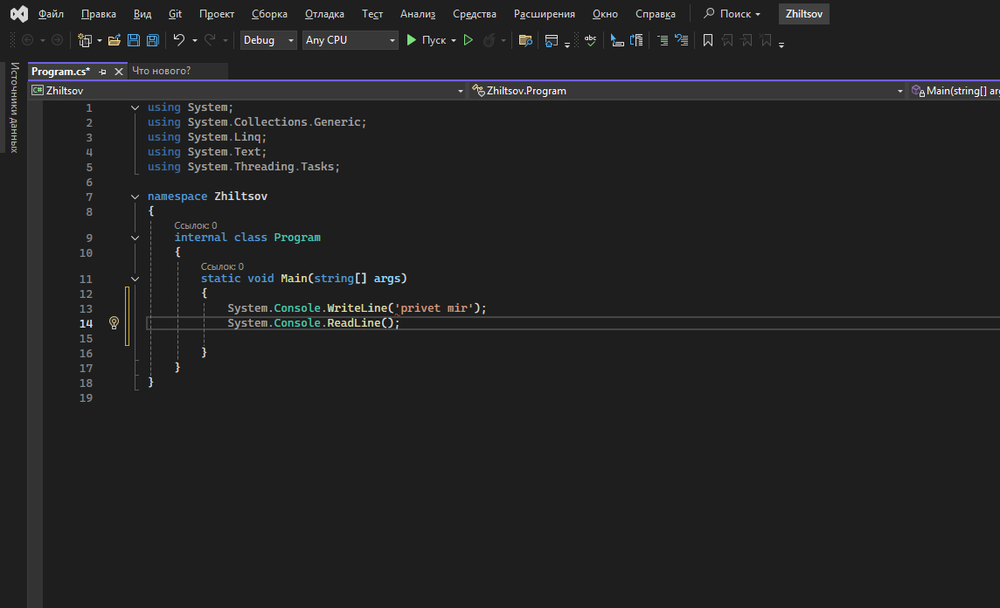 Файл Правка Вид Git Проект Сборка Отладка Тест Анализ Средства Расширения Окно Справка Поиск Zhiltsov
Debug Any CPU Пуск abc
Источники данных
Program.cs* Что нового?
C# Zhiltsov Zhiltsov.Program Main(string[] arg
1 using System;
2 using System.Collections.Generic;
3 using System.Linq;
4 using System.Text;
5 using System.Threading.Tasks;
6
7 namespace Zhiltsov
8 {
Ссылок: 0
9 internal class Program
10 {
Ссылок: 0
11 static void Main(string[] args)
12 {
13 System.Console.WriteLine('privet mir');
14 System.Console.ReadLine();
15
16 }
17 }
18 }
19